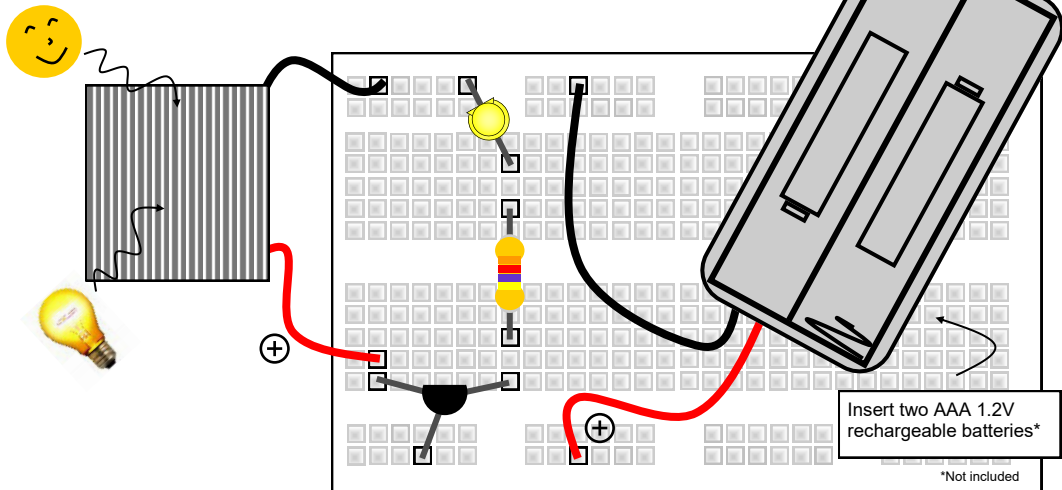 Insert two AAA 1.2V
rechargeable batteries*
*Not included